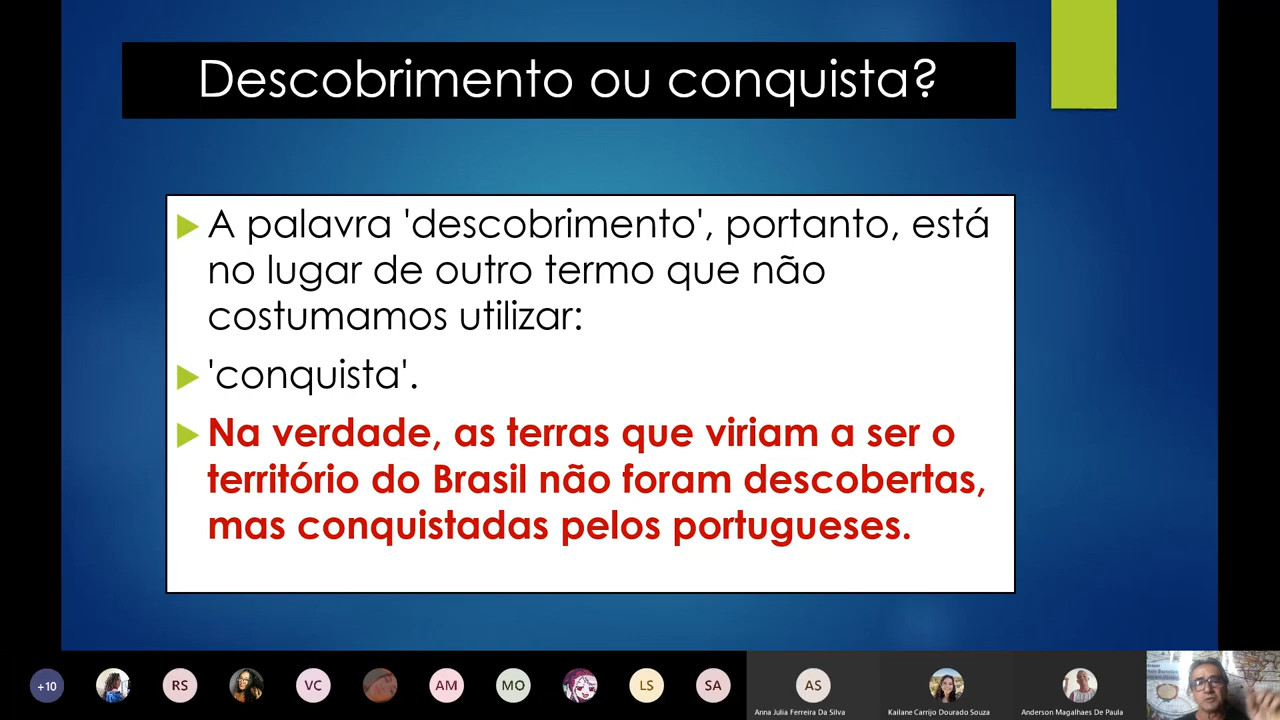 Descobrimento ou conquista?
A palavra 'descobrimento', portanto, está
no lugar de outro termo que não
costumamos utilizar:
'conquista'.
Na verdade, as terras que viriam a ser o
território do Brasil não foram descobertas,
mas conquistadas pelos portugueses.
+10
RS
VC
AM
MO
LS
SA
AS
Anna Julia Ferreira Da Silva
Kailane Carrijo Dourado Souza
Anderson Magalhaes De Paula